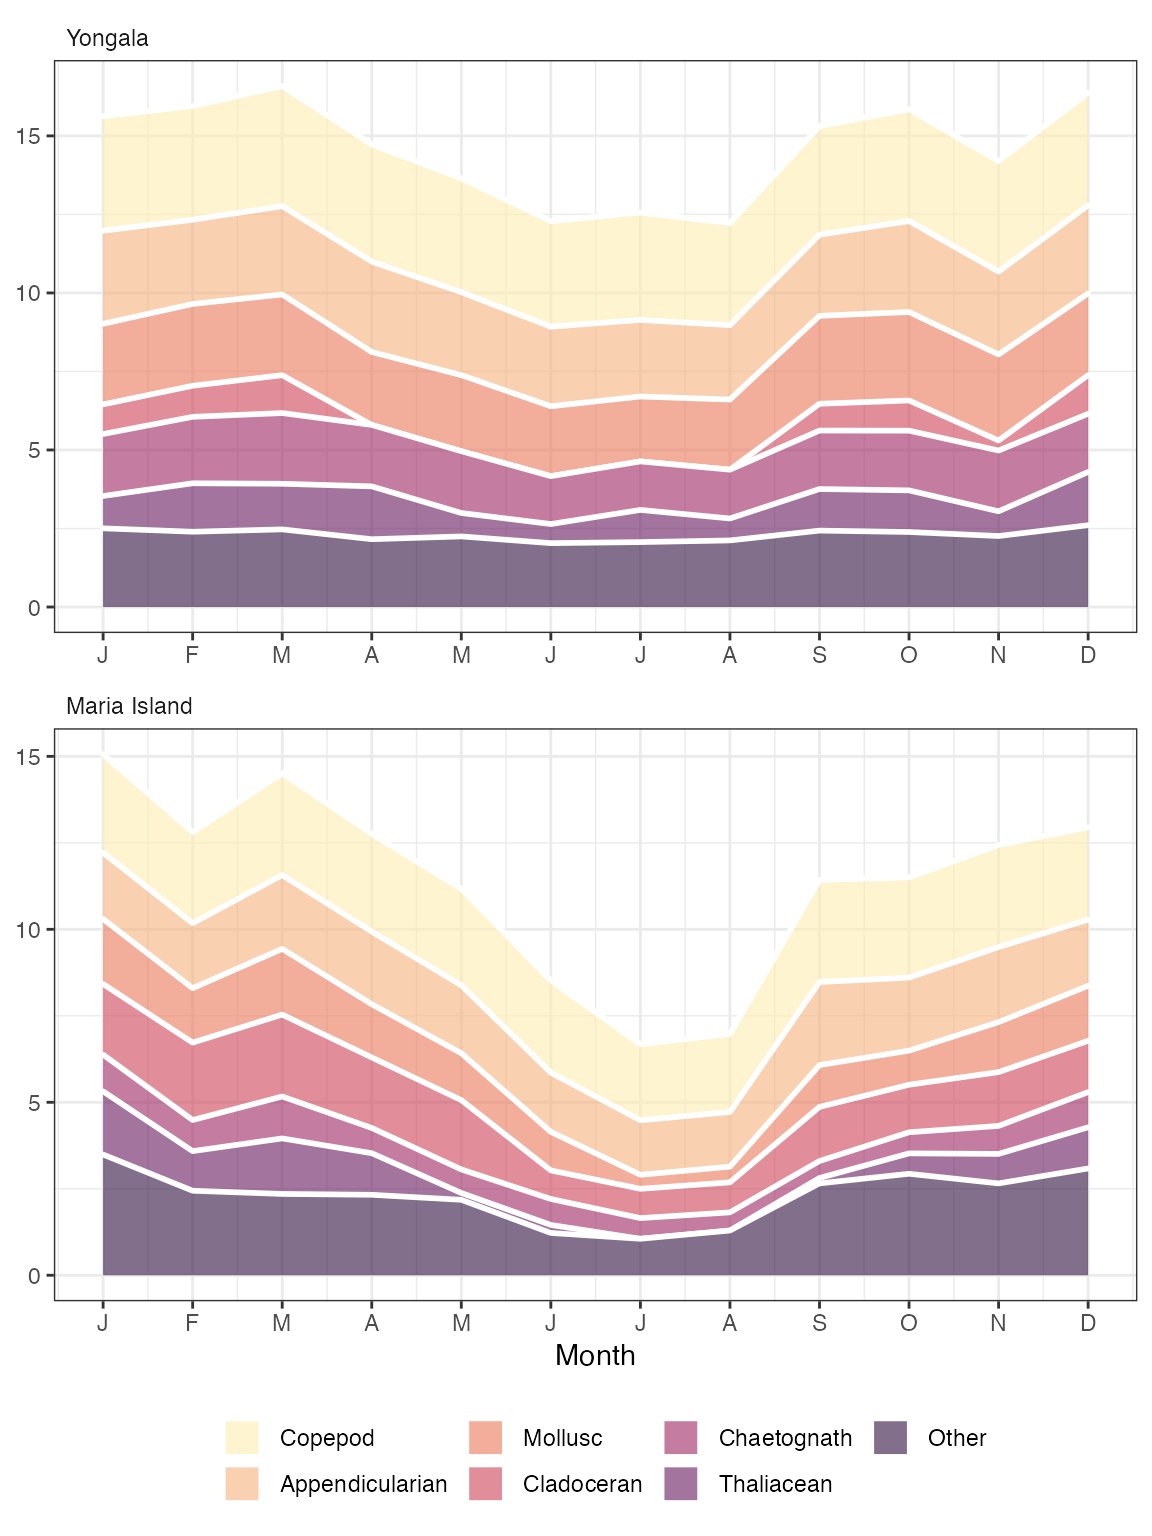 Yongala
15
10
5
0
J F M A M J J A S O N D
Maria Island
15
10
5
0
J F M A M J J A S O N D
Month
Copepod Mollusc Chaetognath Other
Appendicularian Cladoceran Thaliacean